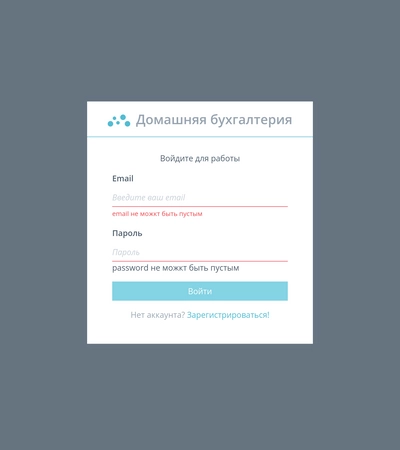 Домашняя бухгалтерия
Войдите для работы
Email
Введите ваш email
email не можкт быть пустым
Пароль
Пароль
password не можкт быть пустым
Войти
Нет аккаунта? Зарегистрироваться!